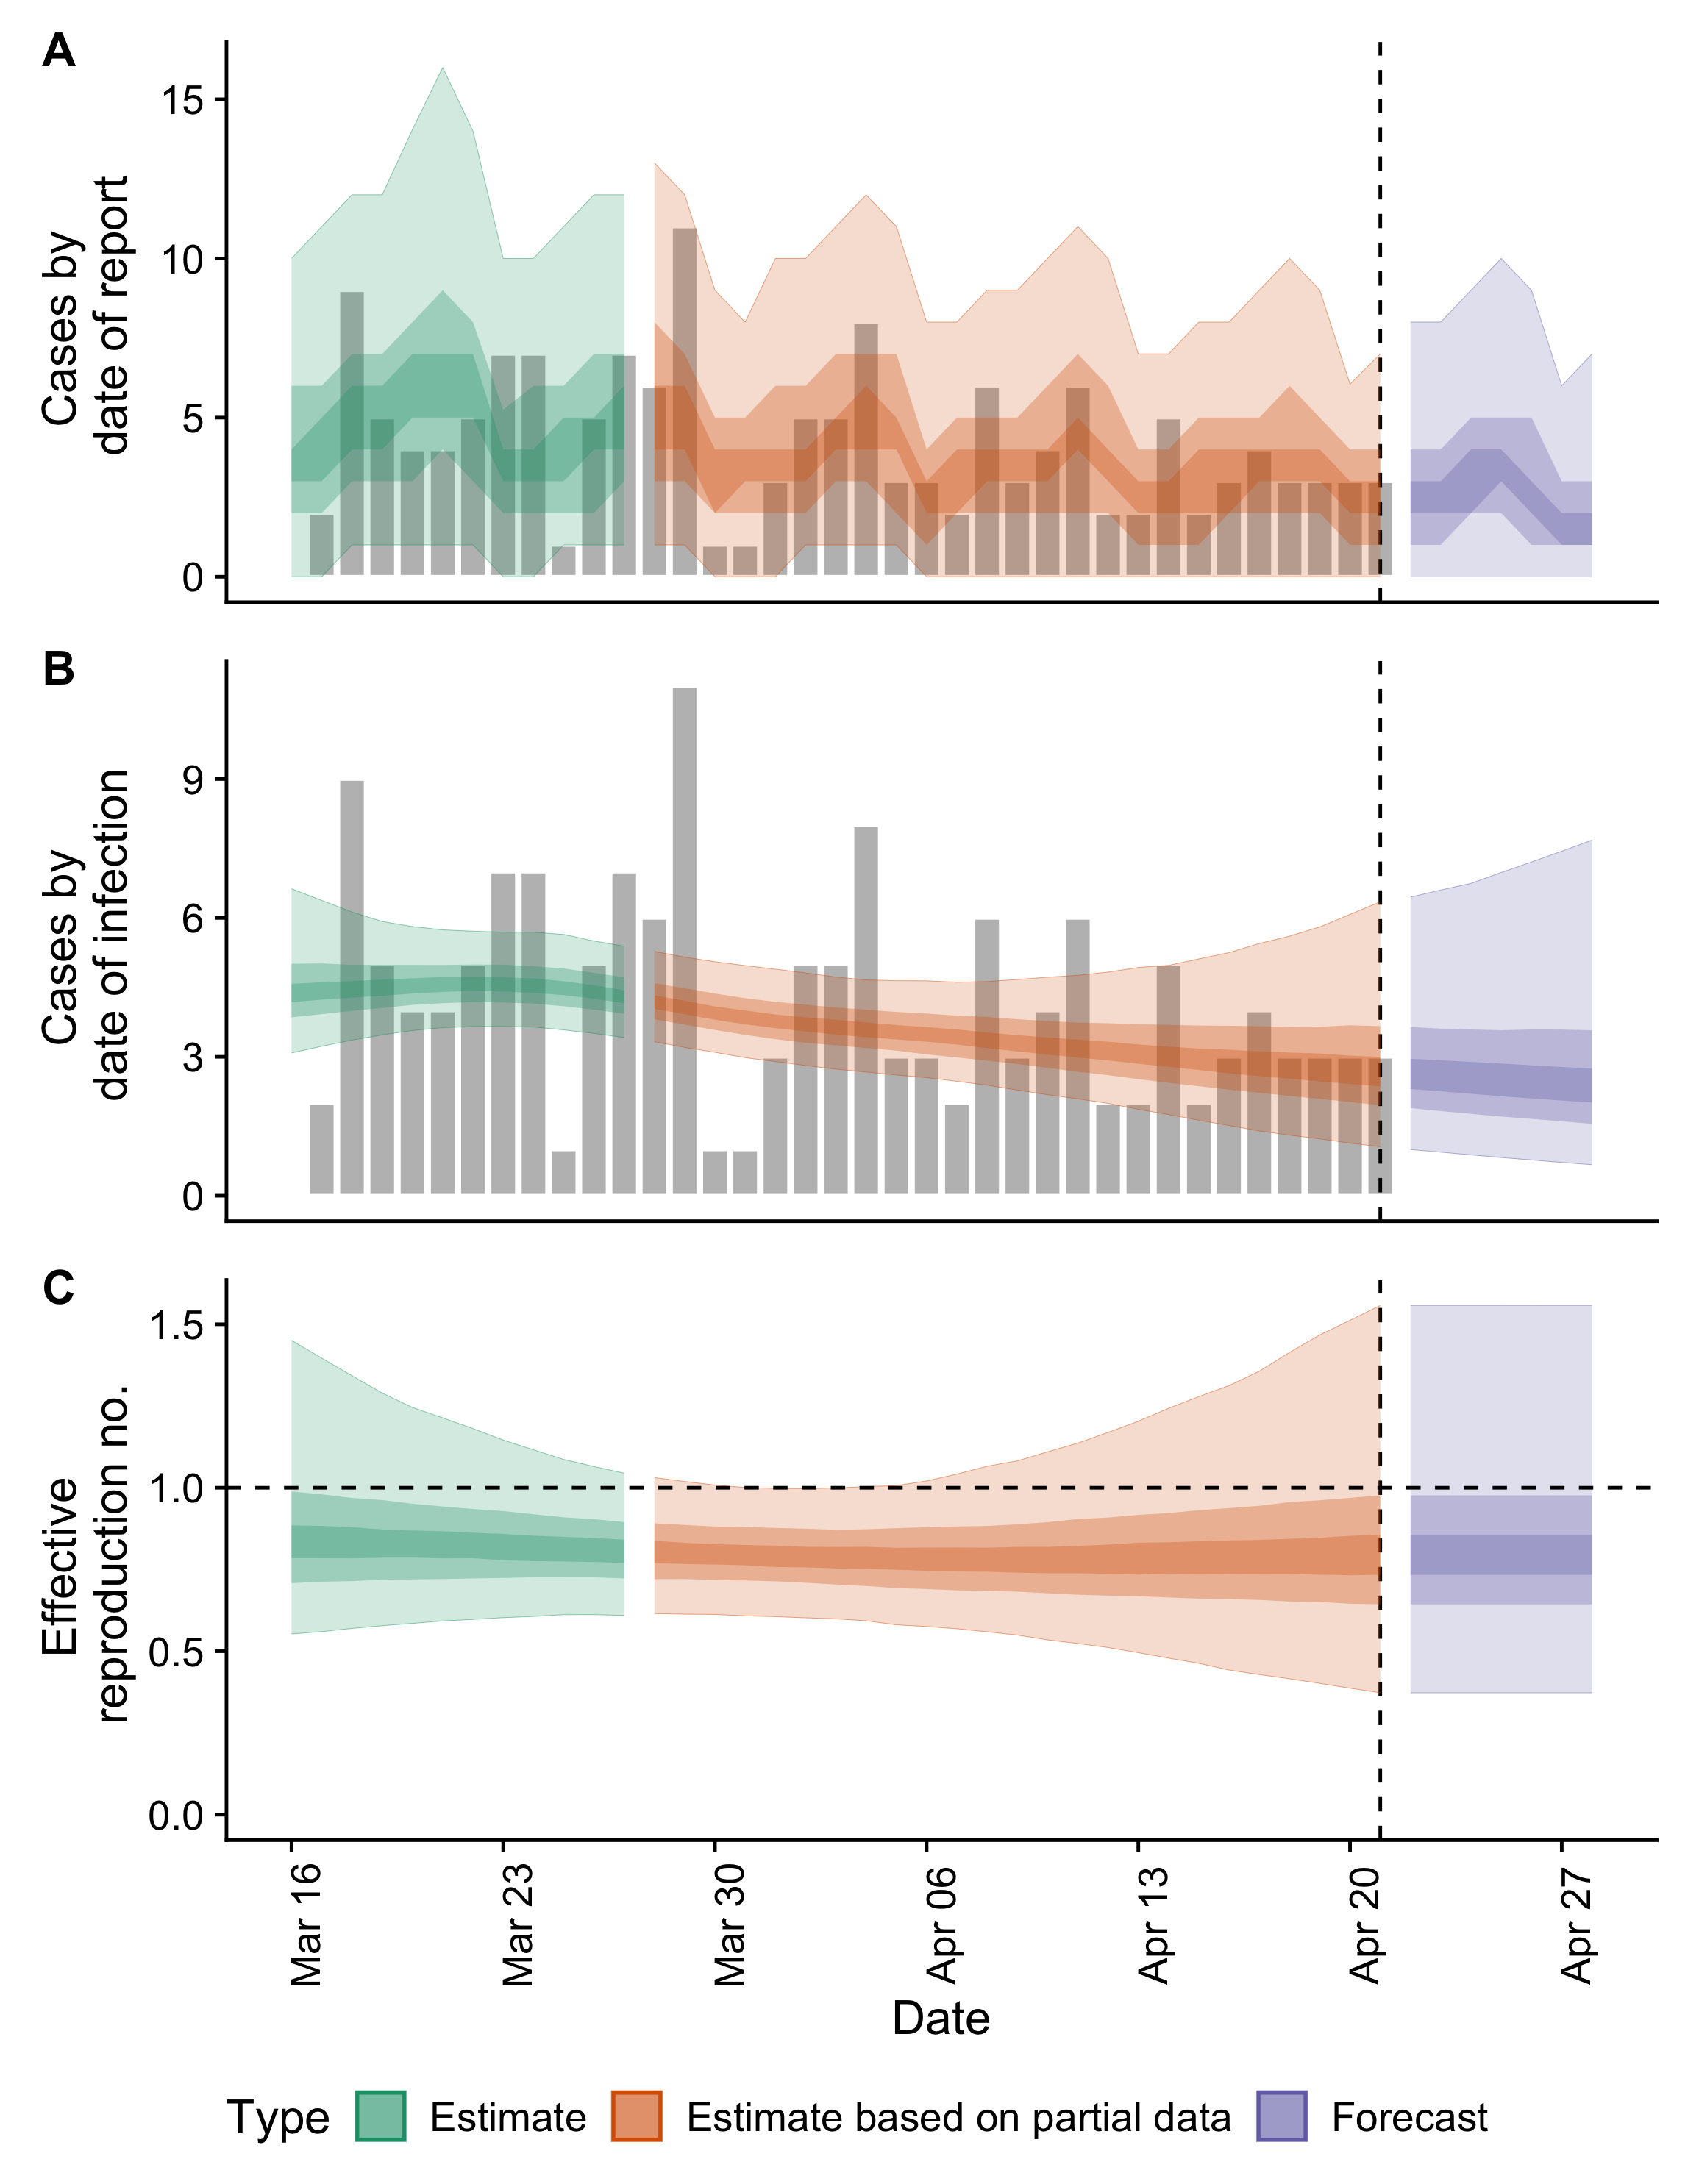 A
Cases by
date of report
15
10
5
0
B
Cases by
date of infection
9
6
3
0
C
Effective
reproduction no.
1.5
1.0
0.5
0.0
Mar 16
Mar 23
Mar 30
Apr 06
Apr 13
Apr 20
Apr 27
Date
Type Estimate Estimate based on partial data Forecast